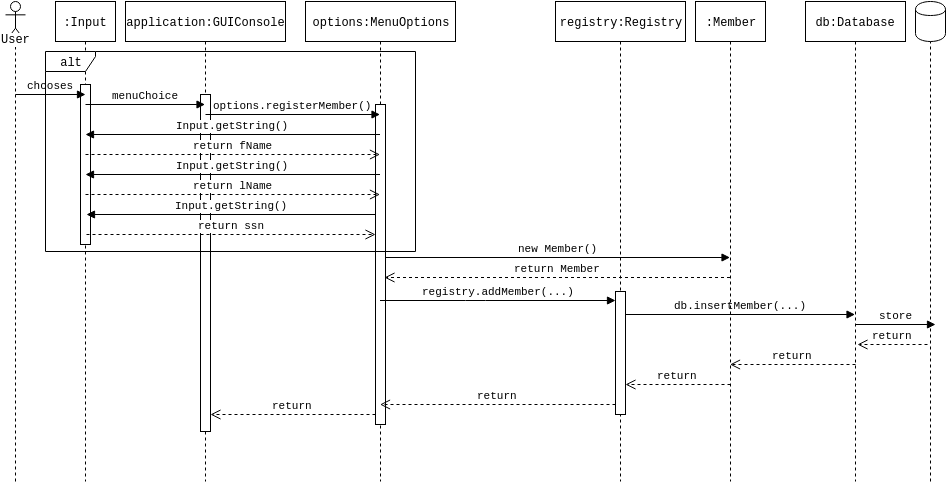 User
:Input
application:GUIConsole
options:MenuOptions
registry:Registry
:Member
db:Database
alt
chooses
menuChoice
options.registerMember()
Input.getString()
return fName
Input.getString()
return lName
Input.getString()
return ssn
new Member()
return Member
registry.addMember(...)
db.insertMember(...)
store
return
return
return
return
return